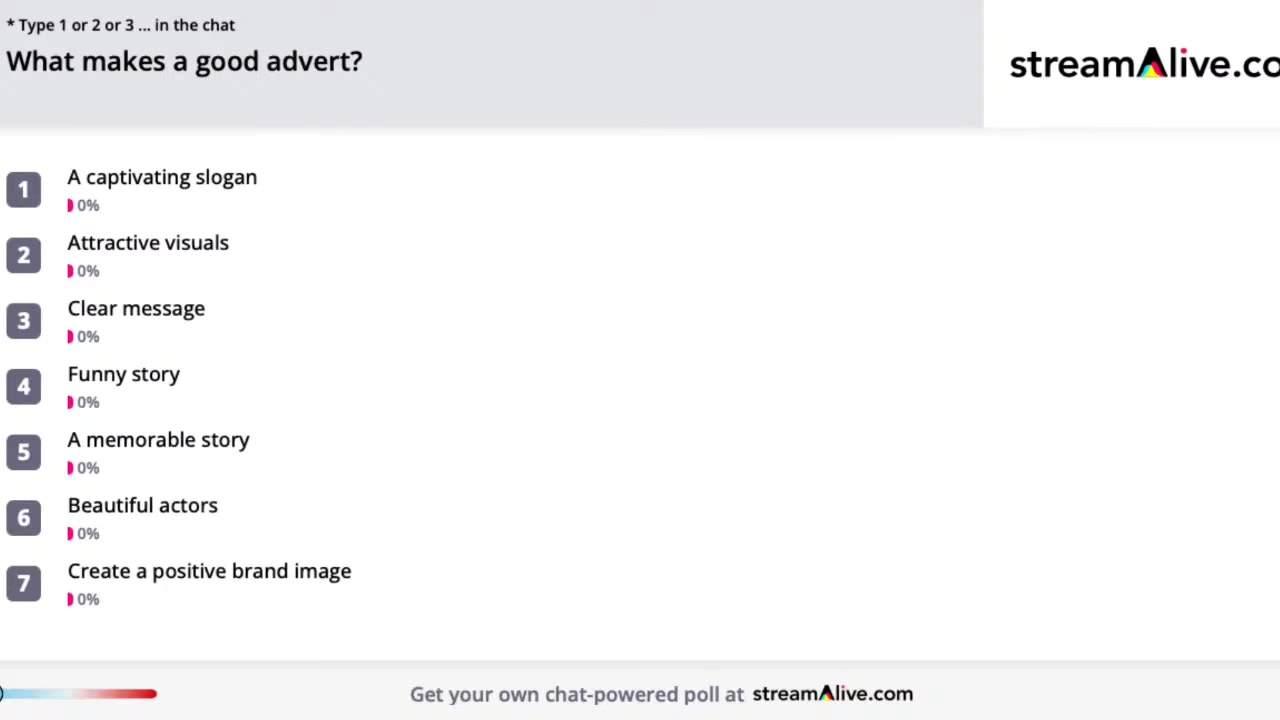 * Type 1 or 2 or 3 ... in the chat
What makes a good advert?
streamAlive.co
1
A captivating slogan
0%
2
Attractive visuals
0%
3
Clear message
0%
4
Funny story
0%
5
A memorable story
0%
6
Beautiful actors
0%
7
Create a positive brand image
0%
Get your own chat-powered poll at streamAlive.com